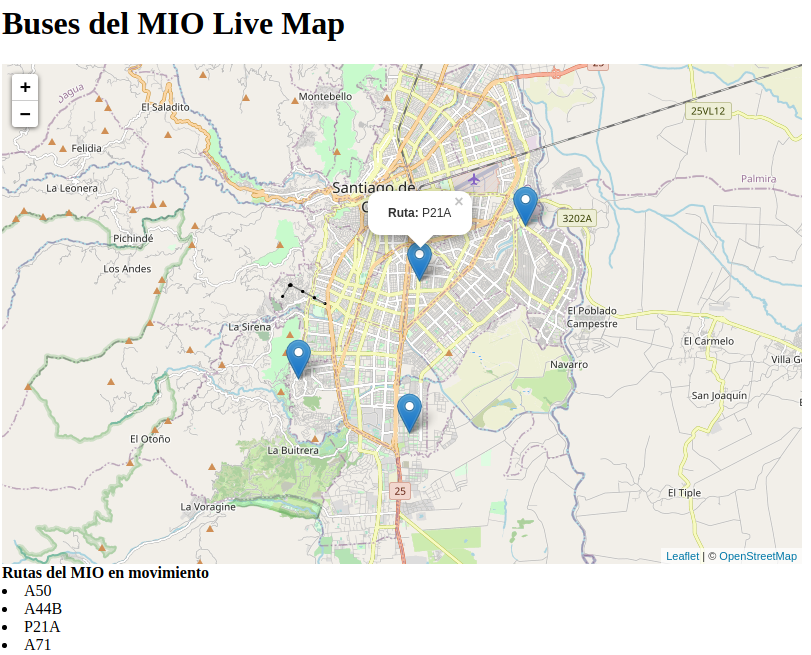 Buses del MIO Live Map
+
−
Dagua
El Saladito
Montebello
25
25VL12
Felidia
La Leonera
Santiago de
Palmira
Ruta: P21A
×
3202A
Pichindé
Los Andes
La Sirena
El Poblado
Campestre
El Carmelo
Navarro
Villa Go
San Joaquín
El Otoño
La Buitrera
25
El Tiple
La Voragine
Leaflet | © OpenStreetMap
Rutas del MIO en movimiento
• A50
• A44B
• P21A
• A71